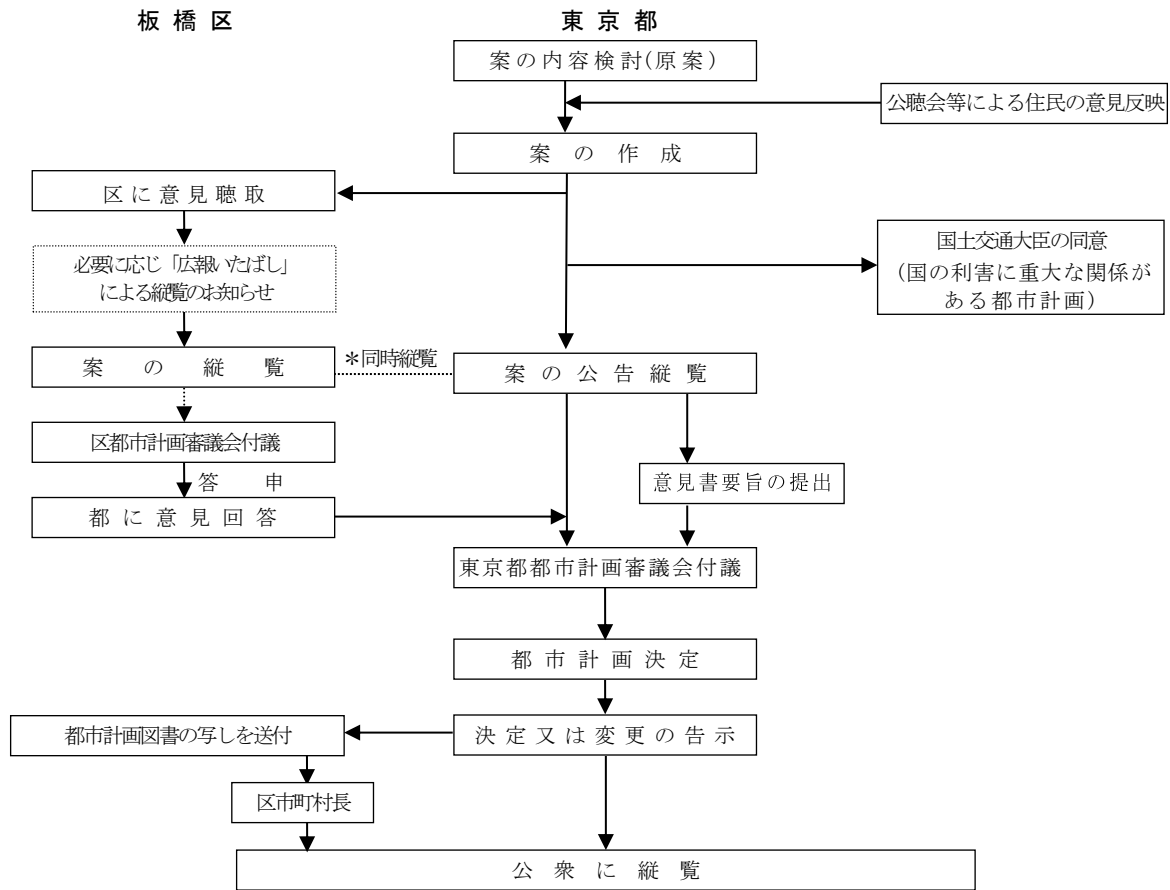 板橋区
東京都
案の内容検討(原案)
公聴会等による住民の意見反映
案の作成
区に意見聴取
国土交通大臣の同意
(国の利害に重大な関係が
ある都市計画)
必要に応じ「広報いたばし」
による縦覧のお知らせ
案の縦覧
*同時縦覧
案の公告縦覧
区都市計画審議会付議
答申
意見書要旨の提出
都に意見回答
東京都都市計画審議会付議
都市計画決定
都市計画図書の写しを送付
決定又は変更の告示
区市町村長
公衆に縦覧